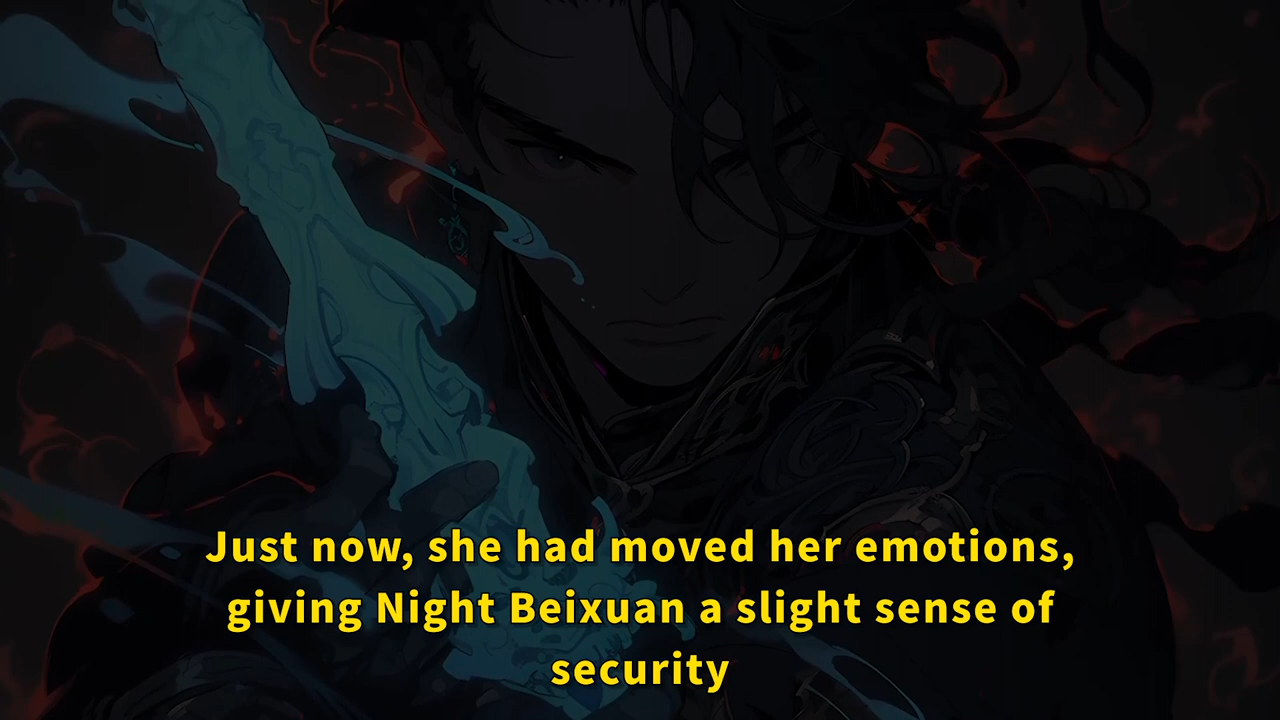 Just now, she had moved her emotions,
giving Night Beixuan a slight sense of
security